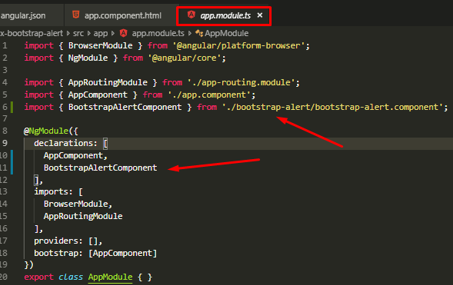 angular.json
app.component.html
app.module.ts
x-bootstrap-alert > src > app > app.module.ts > AppModule
1 import { BrowserModule } from '@angular/platform-browser';
2 import { NgModule } from '@angular/core';
3
4 import { AppRoutingModule } from './app-routing.module';
5 import { AppComponent } from './app.component';
6 import { BootstrapAlertComponent } from './bootstrap-alert/bootstrap-alert.component';
7
8 @NgModule({
9 declarations: [
10 AppComponent,
11 BootstrapAlertComponent
12 ],
13 imports: [
14 BrowserModule,
15 AppRoutingModule
16 ],
17 providers: [],
18 bootstrap: [AppComponent]
19 })
20 export class AppModule { }